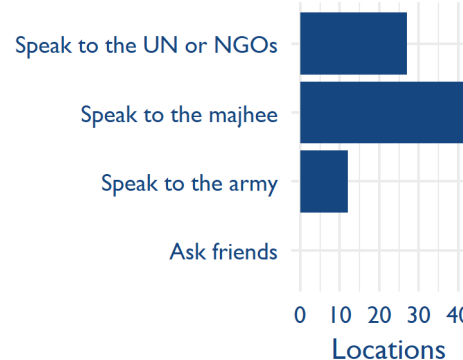 Speak to the UN or NGOs
Speak to the majhee
Speak to the army
Ask friends
0 10 20 30 40
Locations